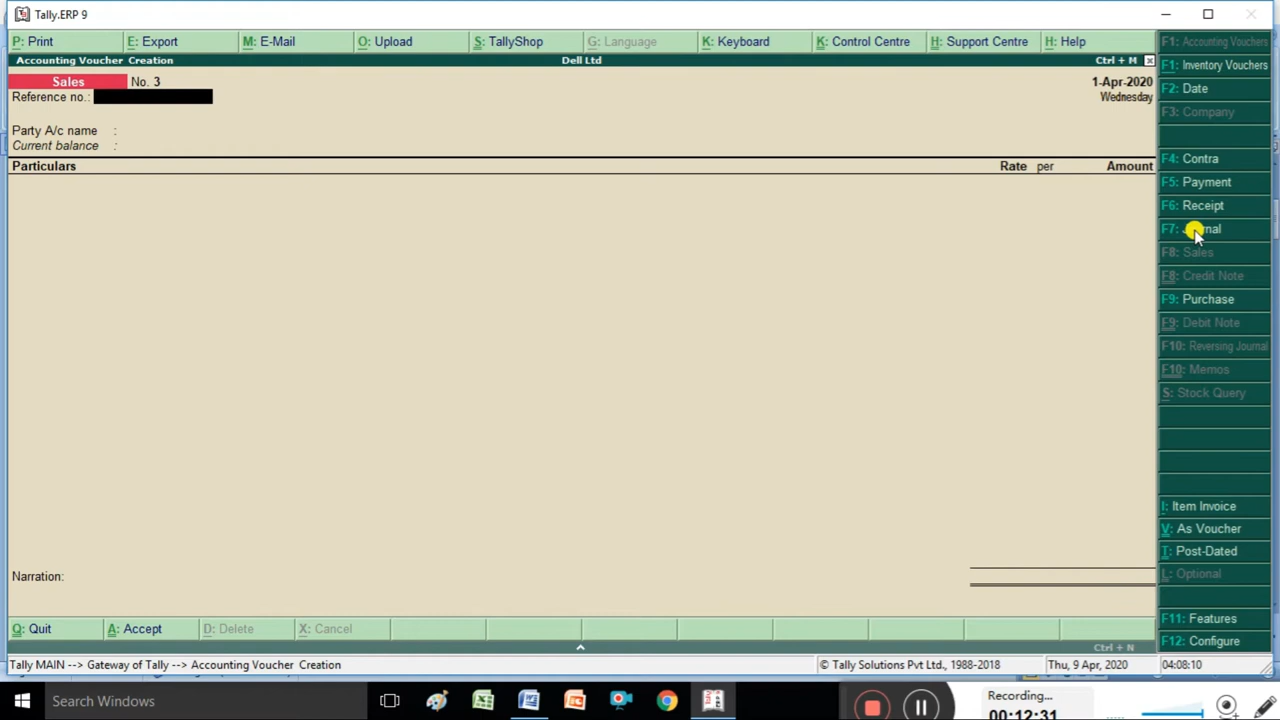 Tally.ERP 9
P: Print E: Export M: E-Mail O: Upload S: TallyShop G: Language K: Keyboard K: Control Centre H: Support Centre H: Help
Accounting Voucher Creation Dell Ltd Ctrl + M
Sales No. 3 1-Apr-2020
Reference no.: Wednesday
Party A/c name :
Current balance :
Particulars Rate per Amount
Narration:
F1: Accounting Vouchers
F1: Inventory Vouchers
F2: Date
F3: Company
F4: Contra
F5: Payment
F6: Receipt
F7: Journal
F8: Sales
F8: Credit Note
F9: Purchase
F9: Debit Note
F10: Reversing Journal
F10: Memos
S: Stock Query
I: Item Invoice
V: As Voucher
T: Post-Dated
L: Optional
F11: Features
F12: Configure
Q: Quit A: Accept D: Delete X: Cancel
Ctrl + N
Tally MAIN --> Gateway of Tally --> Accounting Voucher Creation © Tally Solutions Pvt Ltd., 1988-2018 Thu, 9 Apr, 2020 04:08:10
Search Windows
Recording...
00:12:31